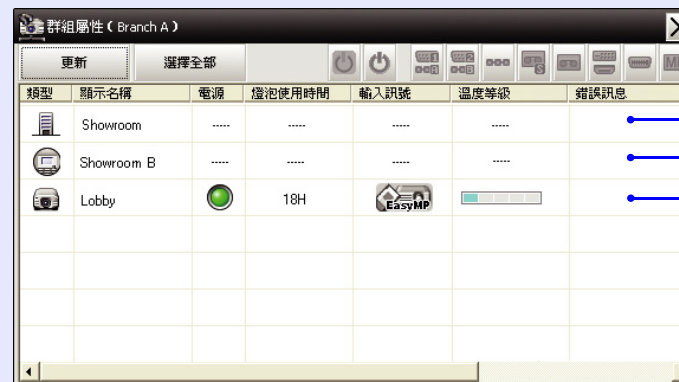 群組屬性 ( Branch A )
更新 選擇全部
類型 顯示名稱 電源 燈泡使用時間 輸入訊號 溫度等級 錯誤訊息
Showroom ----- ----- ----- -----
Showroom B ----- ----- ----- -----
Lobby 18H EasyMP